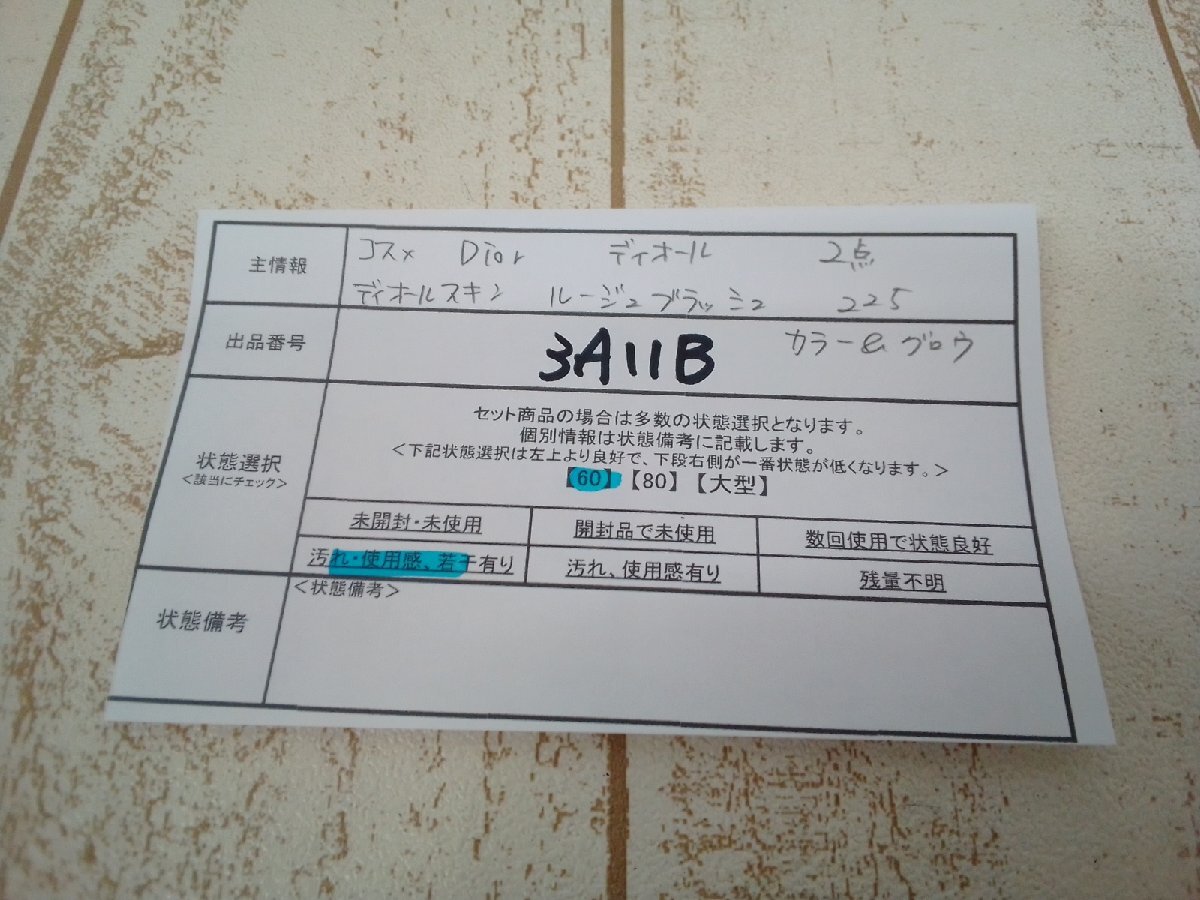 主情報
コスメ Dior ディオール 2点
ディオールスキン ルージュブラッシュ 225
出品番号
3A11B カラー&ブロウ
状態選択
<該当にチェック>
セット商品の場合は多数の状態選択となります。
個別情報は状態備考に記載します。
<下記状態選択は左上より良好で、下段右側が一番状態が低くなります。>
【60】【80】【大型】
未開封・未使用 開封品で未使用 数回使用で状態良好
汚れ・使用感、若干有り 汚れ、使用感有り 残量不明
状態備考
<状態備考>